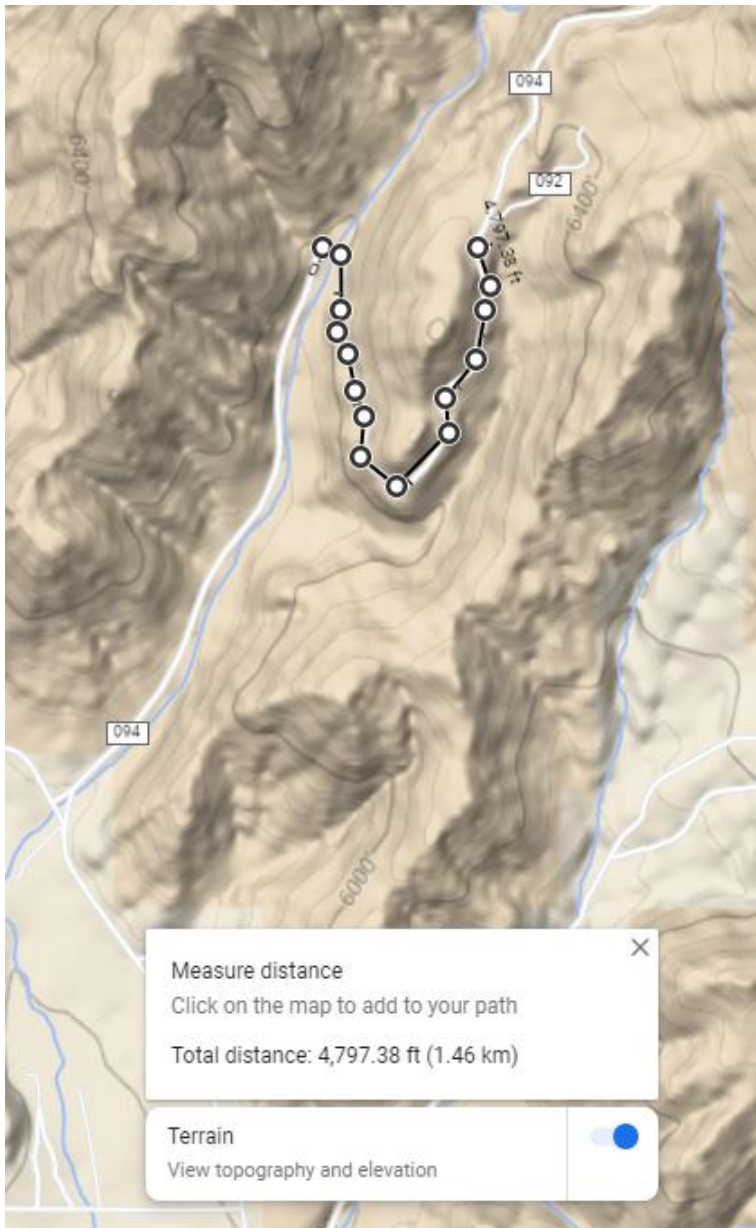 094
6400'
092
6400'
4,797.38 ft
0
094
6000'
Measure distance
Click on the map to add to your path
Total distance: 4,797.38 ft (1.46 km)
Terrain
View topography and elevation